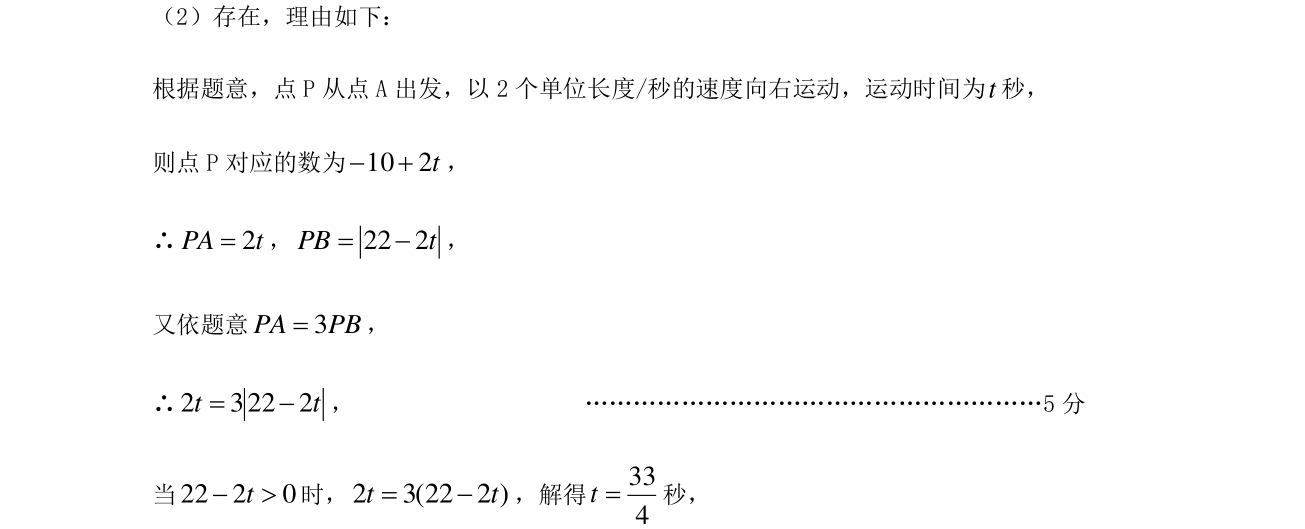 （2）存在，理由如下：
根据题意，点 P 从点 A 出发，以 2 个单位长度/秒的速度向右运动，运动时间为 t 秒，
则点 P 对应的数为 −10 + 2t ，
∴ PA = 2t ， PB = |22 − 2t| ，
又依题意 PA = 3PB ，
∴ 2t = 3|22 − 2t| ， …………………………………………………5 分
当 22 − 2t > 0 时， 2t = 3(22 − 2t) ，解得 t = 33/4 秒，